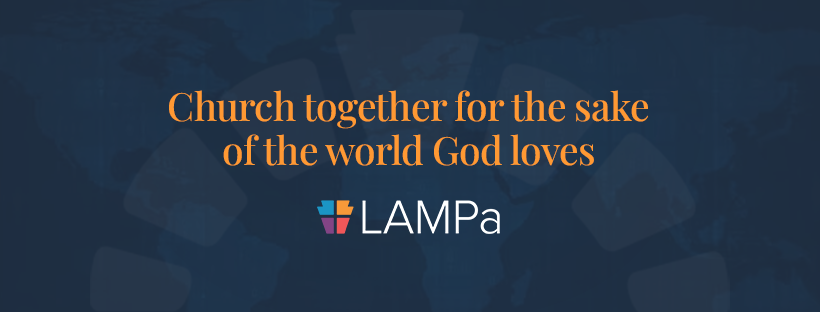 Church together for the sake
of the world God loves
LAMPa